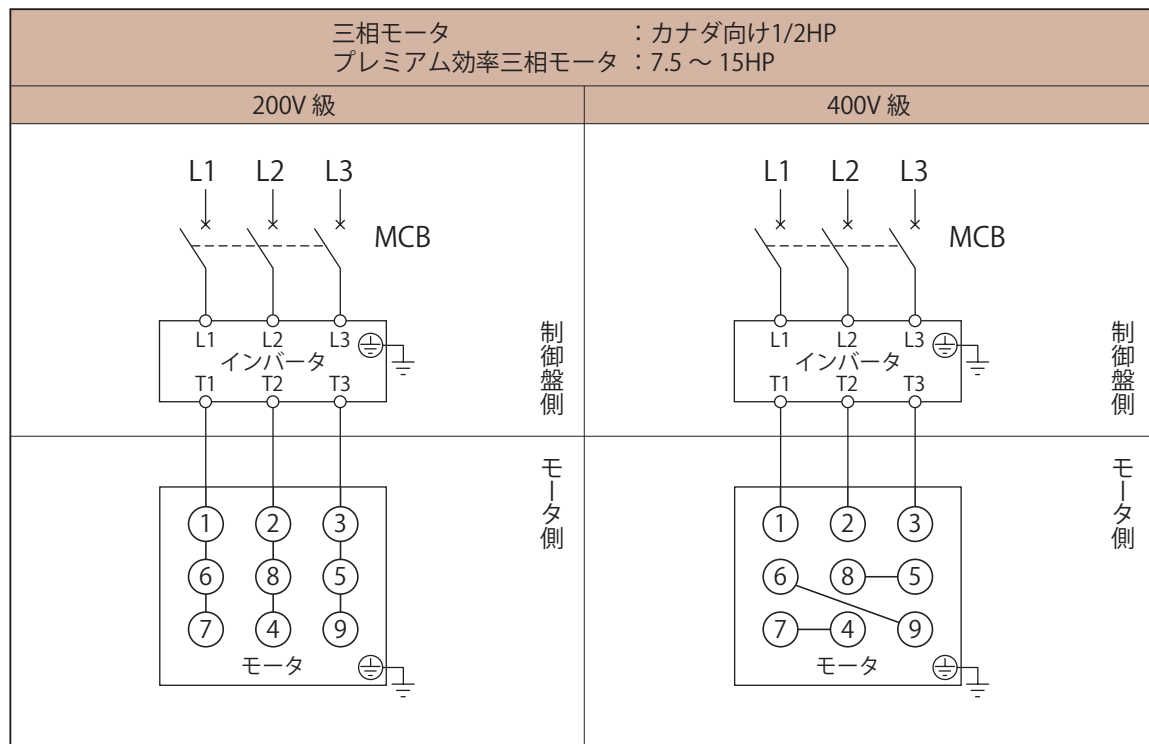 三相モータ　　　　　　　：カナダ向け1/2HP
プレミアム効率三相モータ：7.5 ～ 15HP
200V 級
400V 級
L1 L2 L3
MCB
L1 L2 L3
インバータ
T1 T2 T3
制御盤側
1 2 3
6 8 5
7 4 9
モータ
モータ側
L1 L2 L3
MCB
L1 L2 L3
インバータ
T1 T2 T3
制御盤側
1 2 3
6 8 5
7 4 9
モータ
モータ側